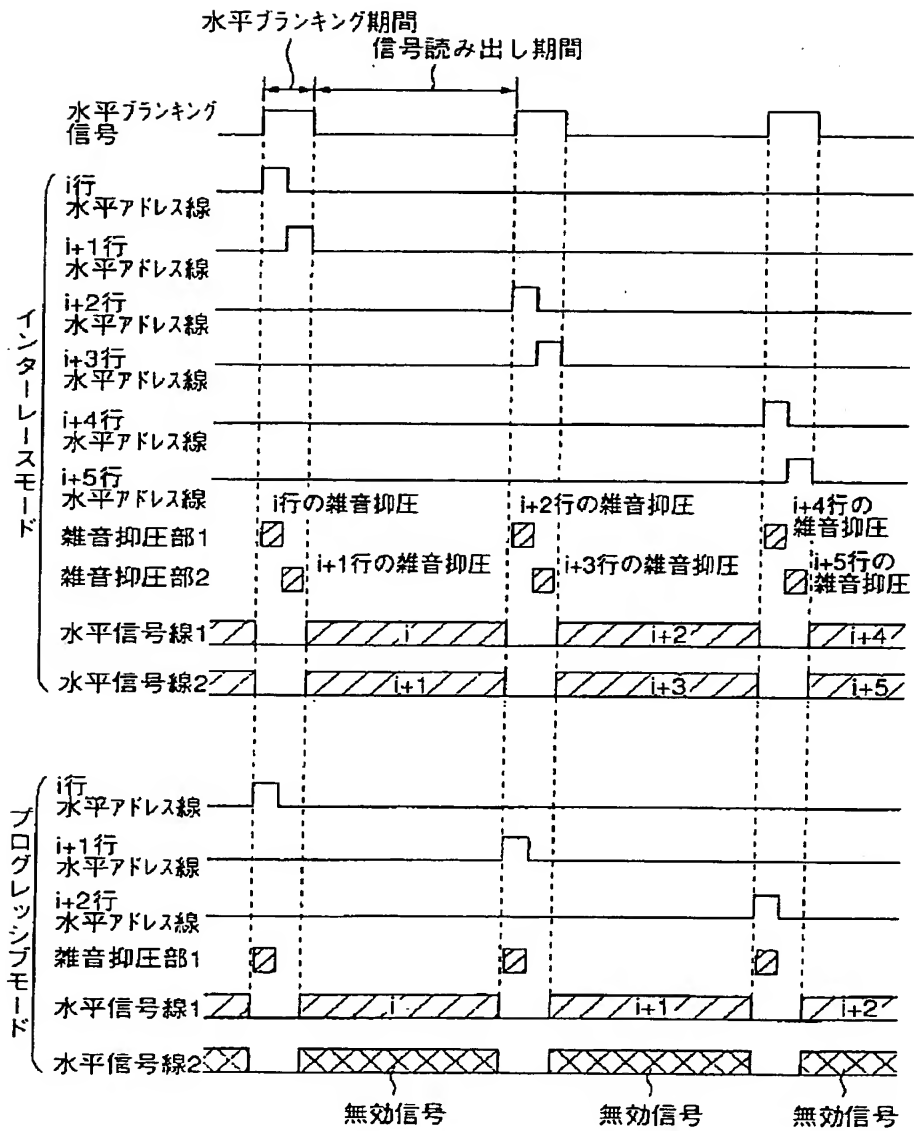 水平ブランキング期間
信号読み出し期間
水平ブランキング
信号
インターレースモード
i行
水平アドレス線
i+1行
水平アドレス線
i+2行
水平アドレス線
i+3行
水平アドレス線
i+4行
水平アドレス線
i+5行
水平アドレス線
i行の雑音抑圧
i+2行の雑音抑圧
i+4行の
雑音抑圧
雑音抑圧部1
雑音抑圧部2
i+1行の雑音抑圧
i+3行の雑音抑圧
i+5行の
雑音抑圧
水平信号線1
i
i+2
i+4
水平信号線2
i+1
i+3
i+5
プログレッシブモード
i行
水平アドレス線
i+1行
水平アドレス線
i+2行
水平アドレス線
雑音抑圧部1
水平信号線1
i
i+1
i+2
水平信号線2
無効信号
無効信号
無効信号